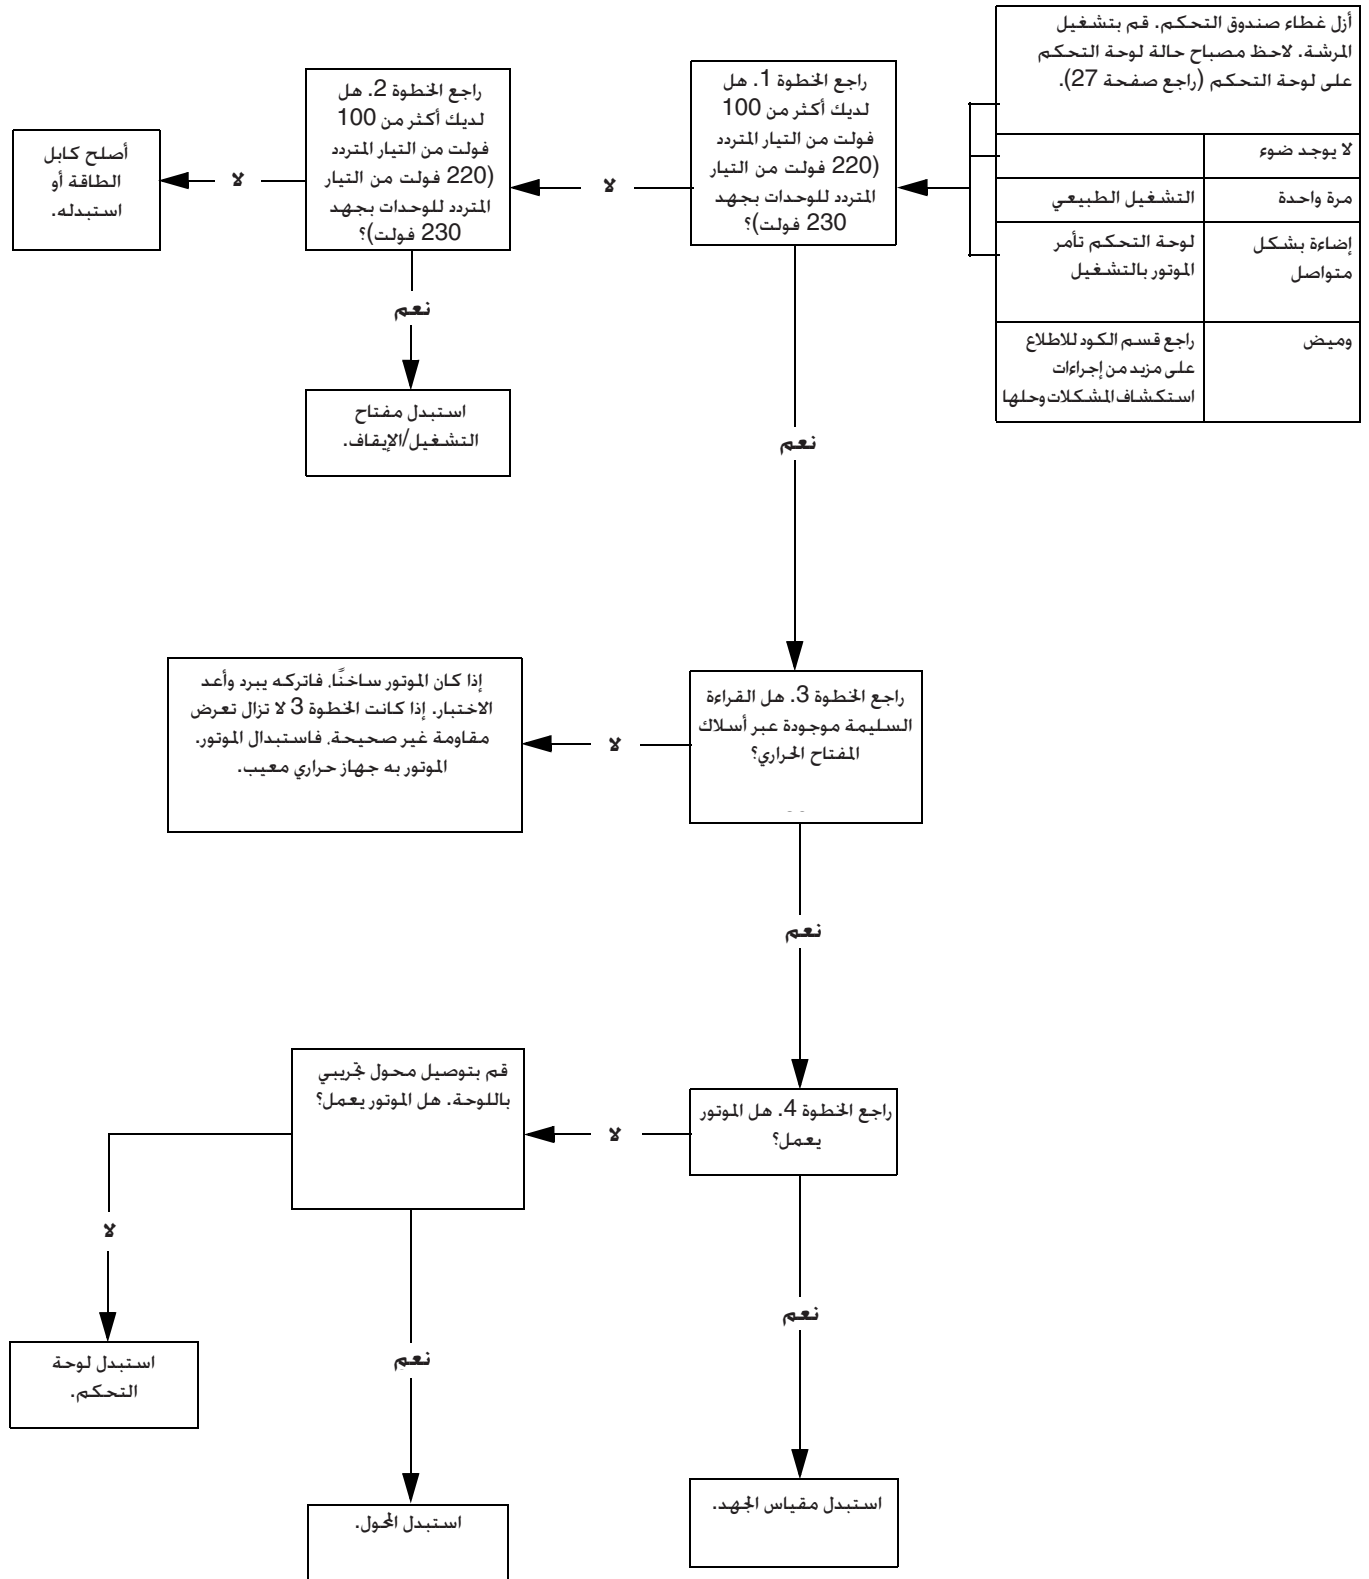 أزل غطاء صندوق التحكم. قم بتشغيل
المرشة. لاحظ مصباح حالة لوحة التحكم
على لوحة التحكم (راجع صفحة 27).
لا يوجد ضوء
مرة واحدة
التشغيل الطبيعي
إضاءة بشكل
متواصل
لوحة التحكم تأمر
الموتور بالتشغيل
وميض
راجع قسم الكود للاطلاع
على مزيد من إجراءات
استكشاف المشكلات وحلها
راجع الخطوة 1. هل
لديك أكثر من 100
فولت من التيار المتردد
(220 فولت من التيار
المتردد للوحدات بجهد
230 فولت)؟
لا
راجع الخطوة 2. هل
لديك أكثر من 100
فولت من التيار المتردد
(220 فولت من التيار
المتردد للوحدات بجهد
230 فولت)؟
لا
أصلح كابل
الطاقة أو
استبدله.
نعم
استبدل مفتاح
التشغيل/الإيقاف.
نعم
راجع الخطوة 3. هل القراءة
السليمة موجودة عبر أسلاك
المفتاح الحراري؟
لا
إذا كان الموتور ساخنًا، فاتركه يبرد وأعد
الاختبار. إذا كانت الخطوة 3 لا تزال تعرض
مقاومة غير صحيحة، فاستبدال الموتور.
الموتور به جهاز حراري معيب.
نعم
راجع الخطوة 4. هل الموتور
يعمل؟
لا
قم بتوصيل محول تجريبي
باللوحة. هل الموتور يعمل؟
لا
استبدل لوحة
التحكم.
نعم
استبدل المحول.
نعم
استبدل مقياس الجهد.